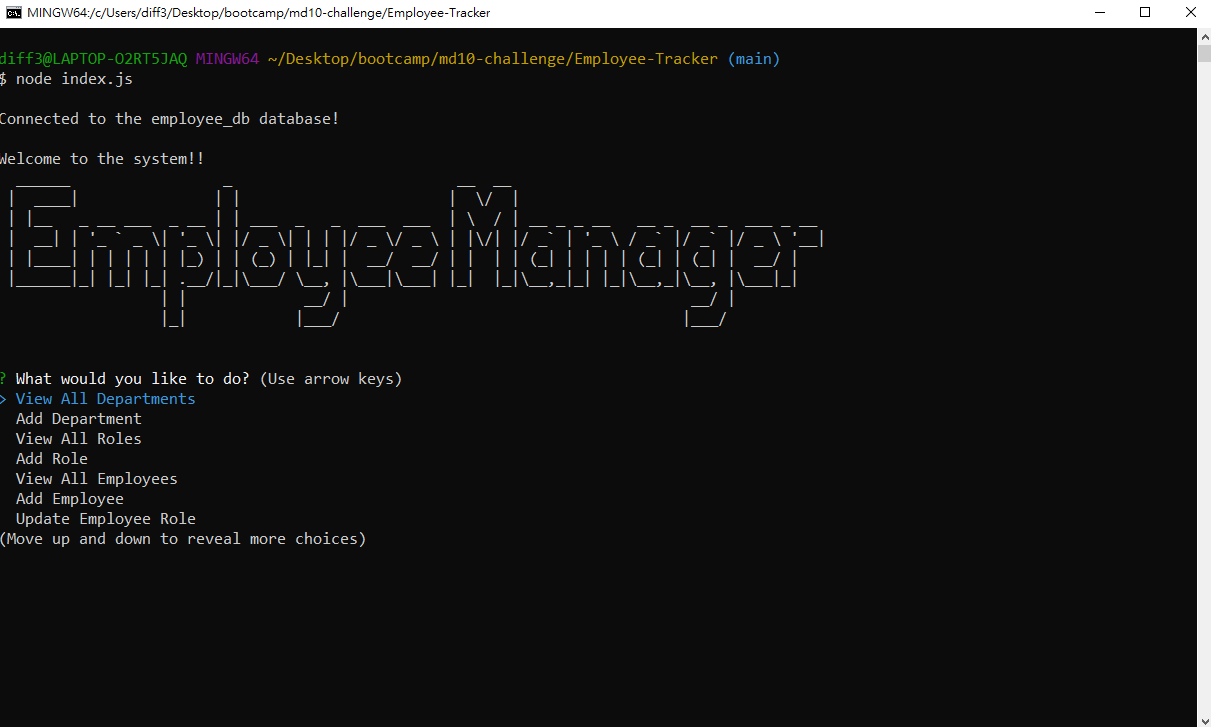 MINGW64:/c/Users/diff3/Desktop/bootcamp/md10-challenge/Employee-Tracker
diff3@LAPTOP-O2RT5JAQ MINGW64 ~/Desktop/bootcamp/md10-challenge/Employee-Tracker (main)
$ node index.js
Connected to the employee_db database!
Welcome to the system!!
EmployeeManager
? What would you like to do? (Use arrow keys)
> View All Departments
Add Department
View All Roles
Add Role
View All Employees
Add Employee
Update Employee Role
(Move up and down to reveal more choices)